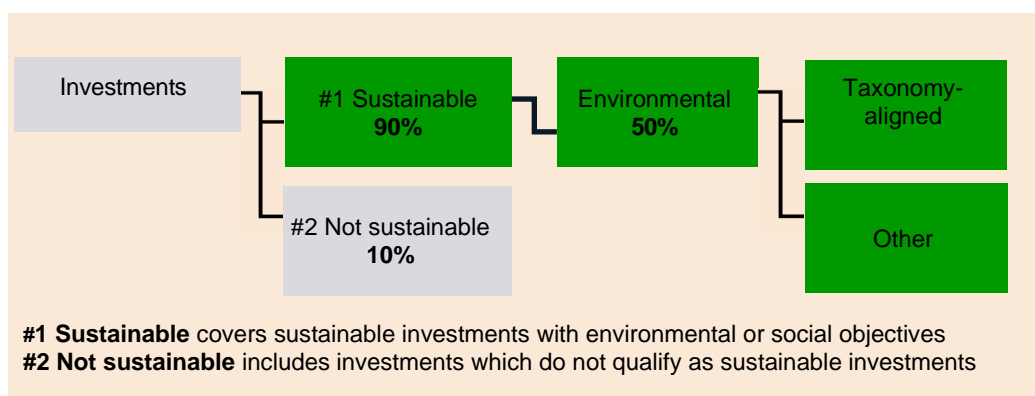 Investments
#1 Sustainable
90%
Environmental
50%
Taxonomy-
aligned
#2 Not sustainable
10%
Other
#1 Sustainable covers sustainable investments with environmental or social objectives
#2 Not sustainable includes investments which do not qualify as sustainable investments